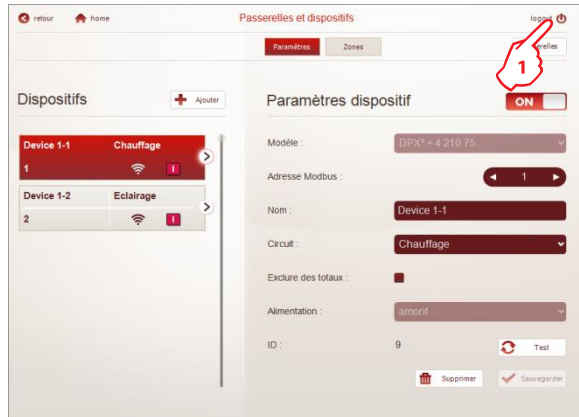 retour home Passerelles et dispositifs logout
Paramètres Zones
1
Dispositifs Ajouter Paramètres dispositif ON
Device 1-1 Chauffage
1
Device 1-2 Eclairage
2
Modèle : DPX³ + 4 210 75
Adresse Modbus : 1
Nom : Device 1-1
Circuit : Chauffage
Exclure des totaux :
Alimentation : amont
ID : 9 Test
Supprimer Sauvegarder